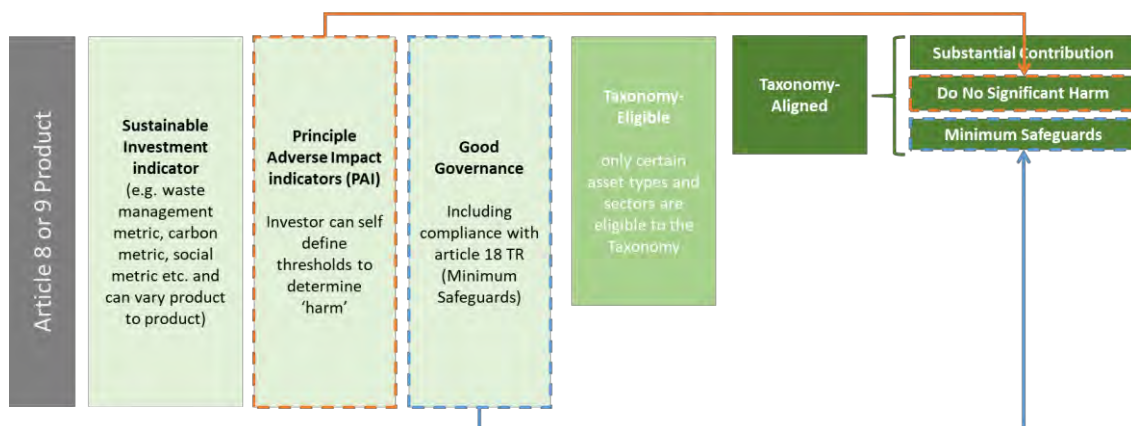 Article 8 or 9 Product
Sustainable
Investment
indicator
(e.g. waste
management
metric, carbon
metric, social
metric etc. and
can vary product
to product)
Principle
Adverse Impact
indicators (PAI)
Investor can self
define
thresholds to
determine
‘harm’
Good
Governance
Including
compliance with
article 18 TR
(Minimum
Safeguards)
Taxonomy-
Eligible
only certain
asset types and
sectors are
eligible to the
Taxonomy
Taxonomy-
Aligned
Substantial Contribution
Do No Significant Harm
Minimum Safeguards